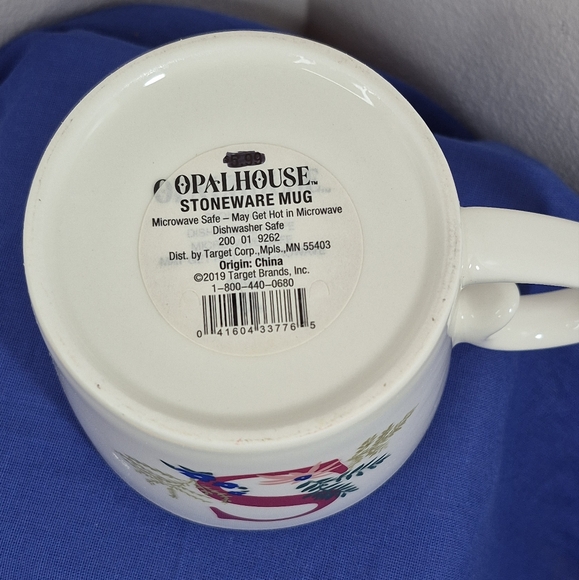 OPALHOUSE™
STONEWARE MUG
Microwave Safe – May Get Hot in Microwave
Dishwasher Safe
200 01 9262
Dist. by Target Corp.,Mpls.,MN 55403
Origin: China
©2019 Target Brands, Inc.
1-800-440-0680
0 41604 33776 5